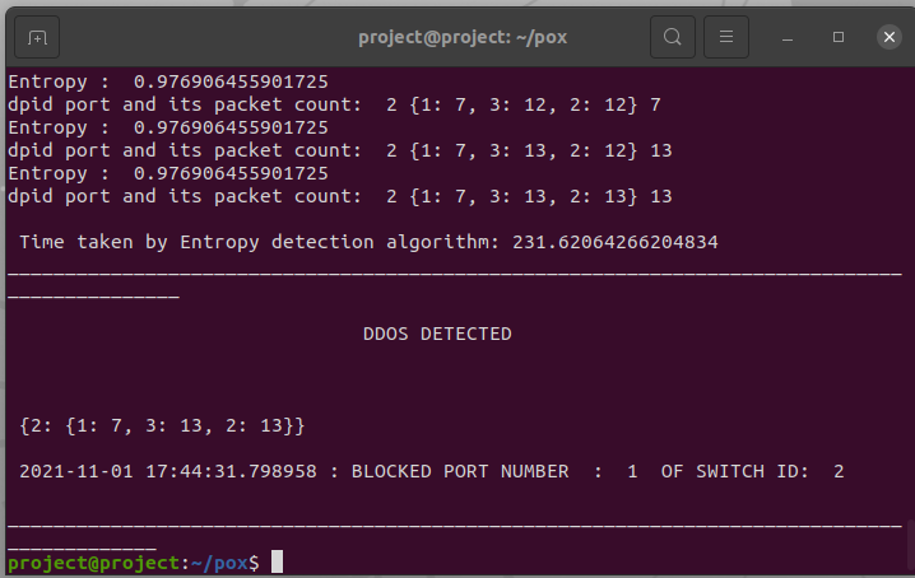 project@project: ~/pox
Entropy :  0.976906455901725
dpid port and its packet count:  2 {1: 7, 3: 12, 2: 12} 7
Entropy :  0.976906455901725
dpid port and its packet count:  2 {1: 7, 3: 13, 2: 12} 13
Entropy :  0.976906455901725
dpid port and its packet count:  2 {1: 7, 3: 13, 2: 13} 13
Time taken by Entropy detection algorithm: 231.62064266204834
________________________________________________________________________________
_______________
DDOS DETECTED
{2: {1: 7, 3: 13, 2: 13}}
2021-11-01 17:44:31.798958 : BLOCKED PORT NUMBER  :  1  OF SWITCH ID:  2
________________________________________________________________________________
_____________
project@project:~/pox$